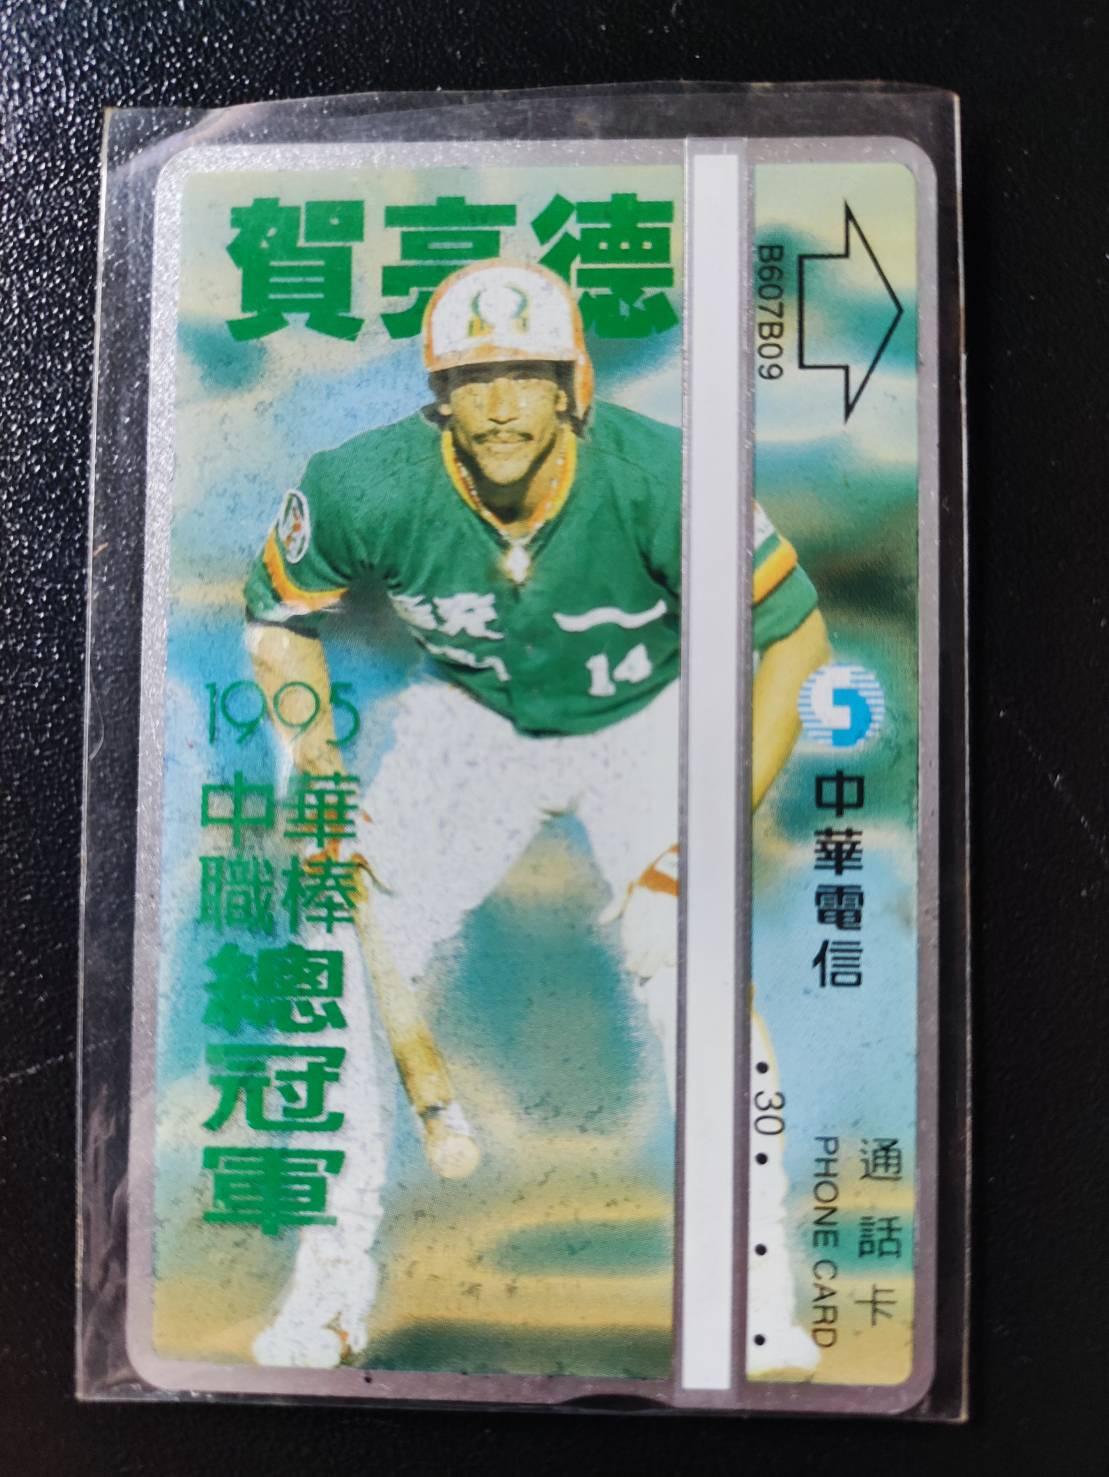 賀亮德
14
1995
中華
職棒
總冠軍
B607B09
中華電信
30
通話卡
PHONE CARD